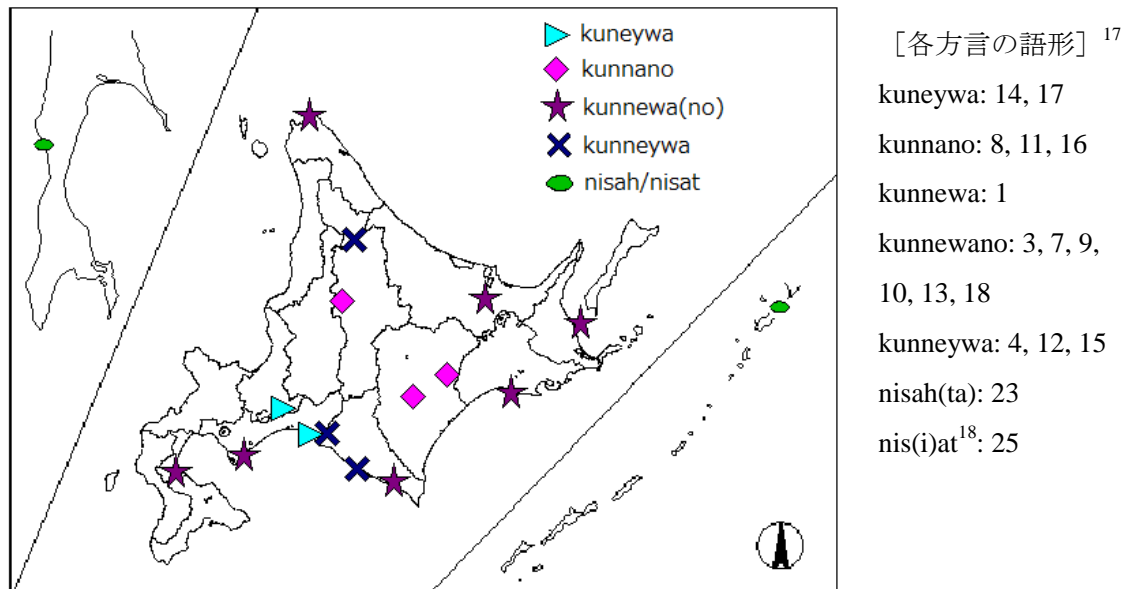 kuneywa
kunnano
kunnewa(no)
kunneywa
nisah/nisat
［各方言の語形］17
kuneywa: 14, 17
kunnano: 8, 11, 16
kunnewa: 1
kunnewano: 3, 7, 9,
10, 13, 18
kunneywa: 4, 12, 15
nisah(ta): 23
nis(i)at18: 25